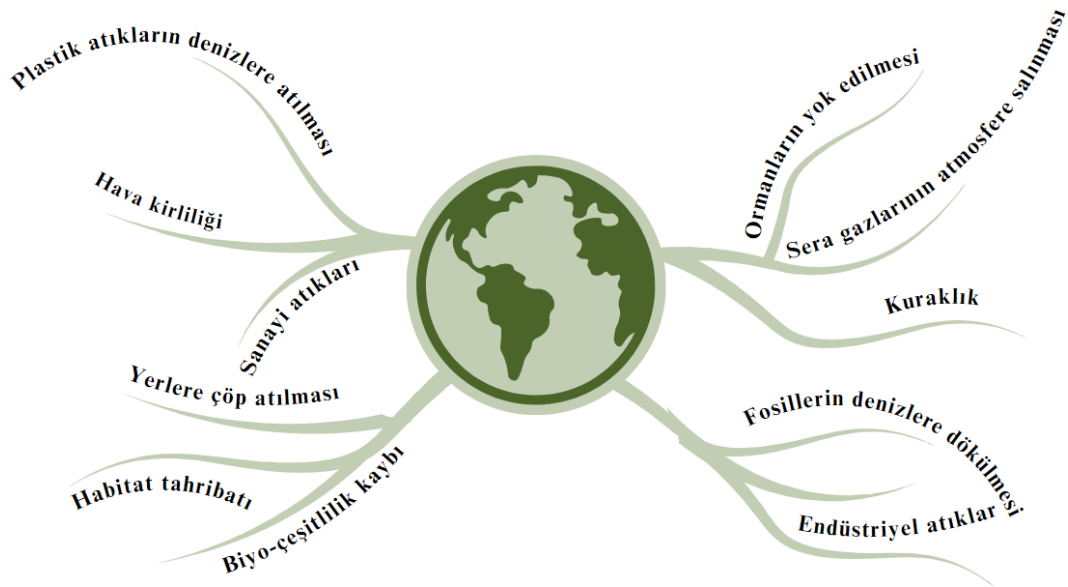 Plastik atıkların denizlere atılması
Hava kirliliği
Sanayi atıkları
Yerlere çöp atılması
Habitat tahribatı
Biyo-çeşitlilik kaybı
Ormanların yok edilmesi
Sera gazlarının atmosfere salınması
Kuraklık
Fosillerin denizlere dökülmesi
Endüstriyel atıklar